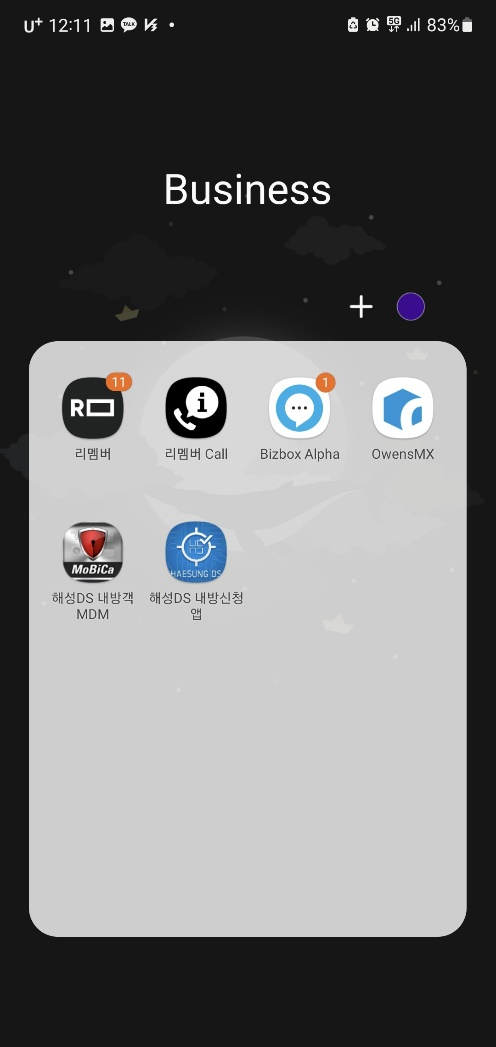 U+ 12:11 TALK 5G 83%
Business
11 1
R
리멤버 리멤버 Call Bizbox Alpha OwensMX
MoBiCa HAESUNG DS
해성DS 내방객 해성DS 내방신청
MDM 앱